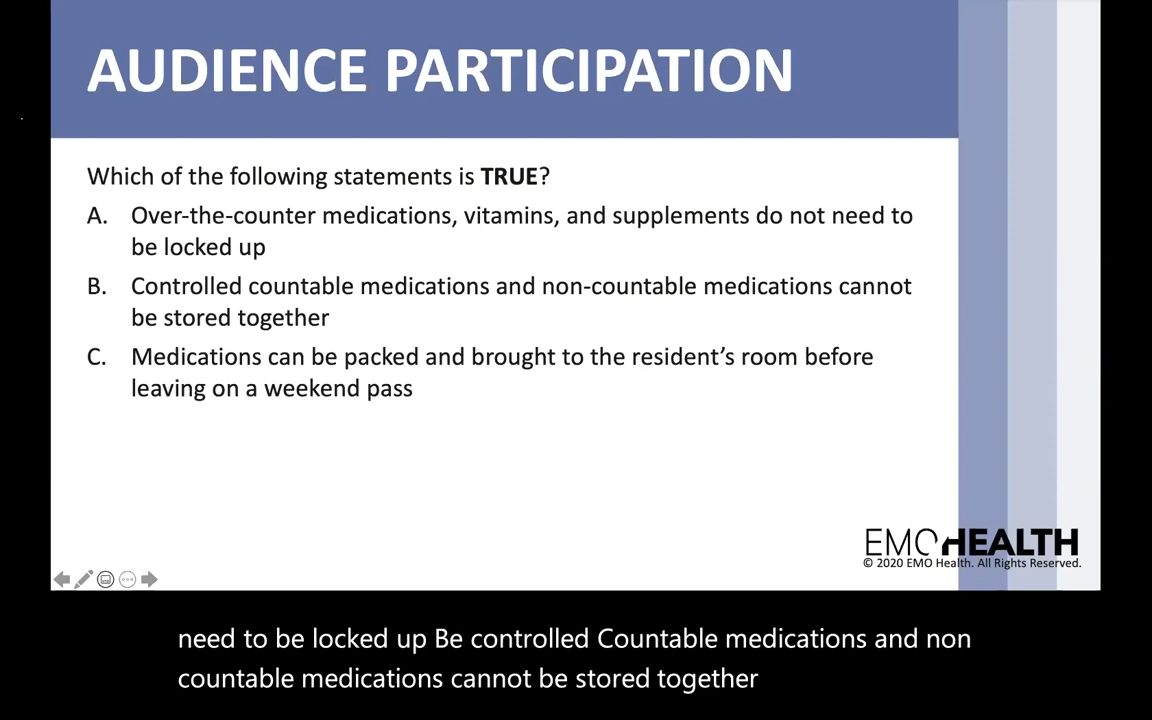 AUDIENCE PARTICIPATION
Which of the following statements is TRUE?
A. Over-the-counter medications, vitamins, and supplements do not need to
be locked up
B. Controlled countable medications and non-countable medications cannot
be stored together
C. Medications can be packed and brought to the resident’s room before
leaving on a weekend pass
EMO HEALTH
© 2020 EMO Health. All Rights Reserved.
need to be locked up Be controlled Countable medications and non
countable medications cannot be stored together